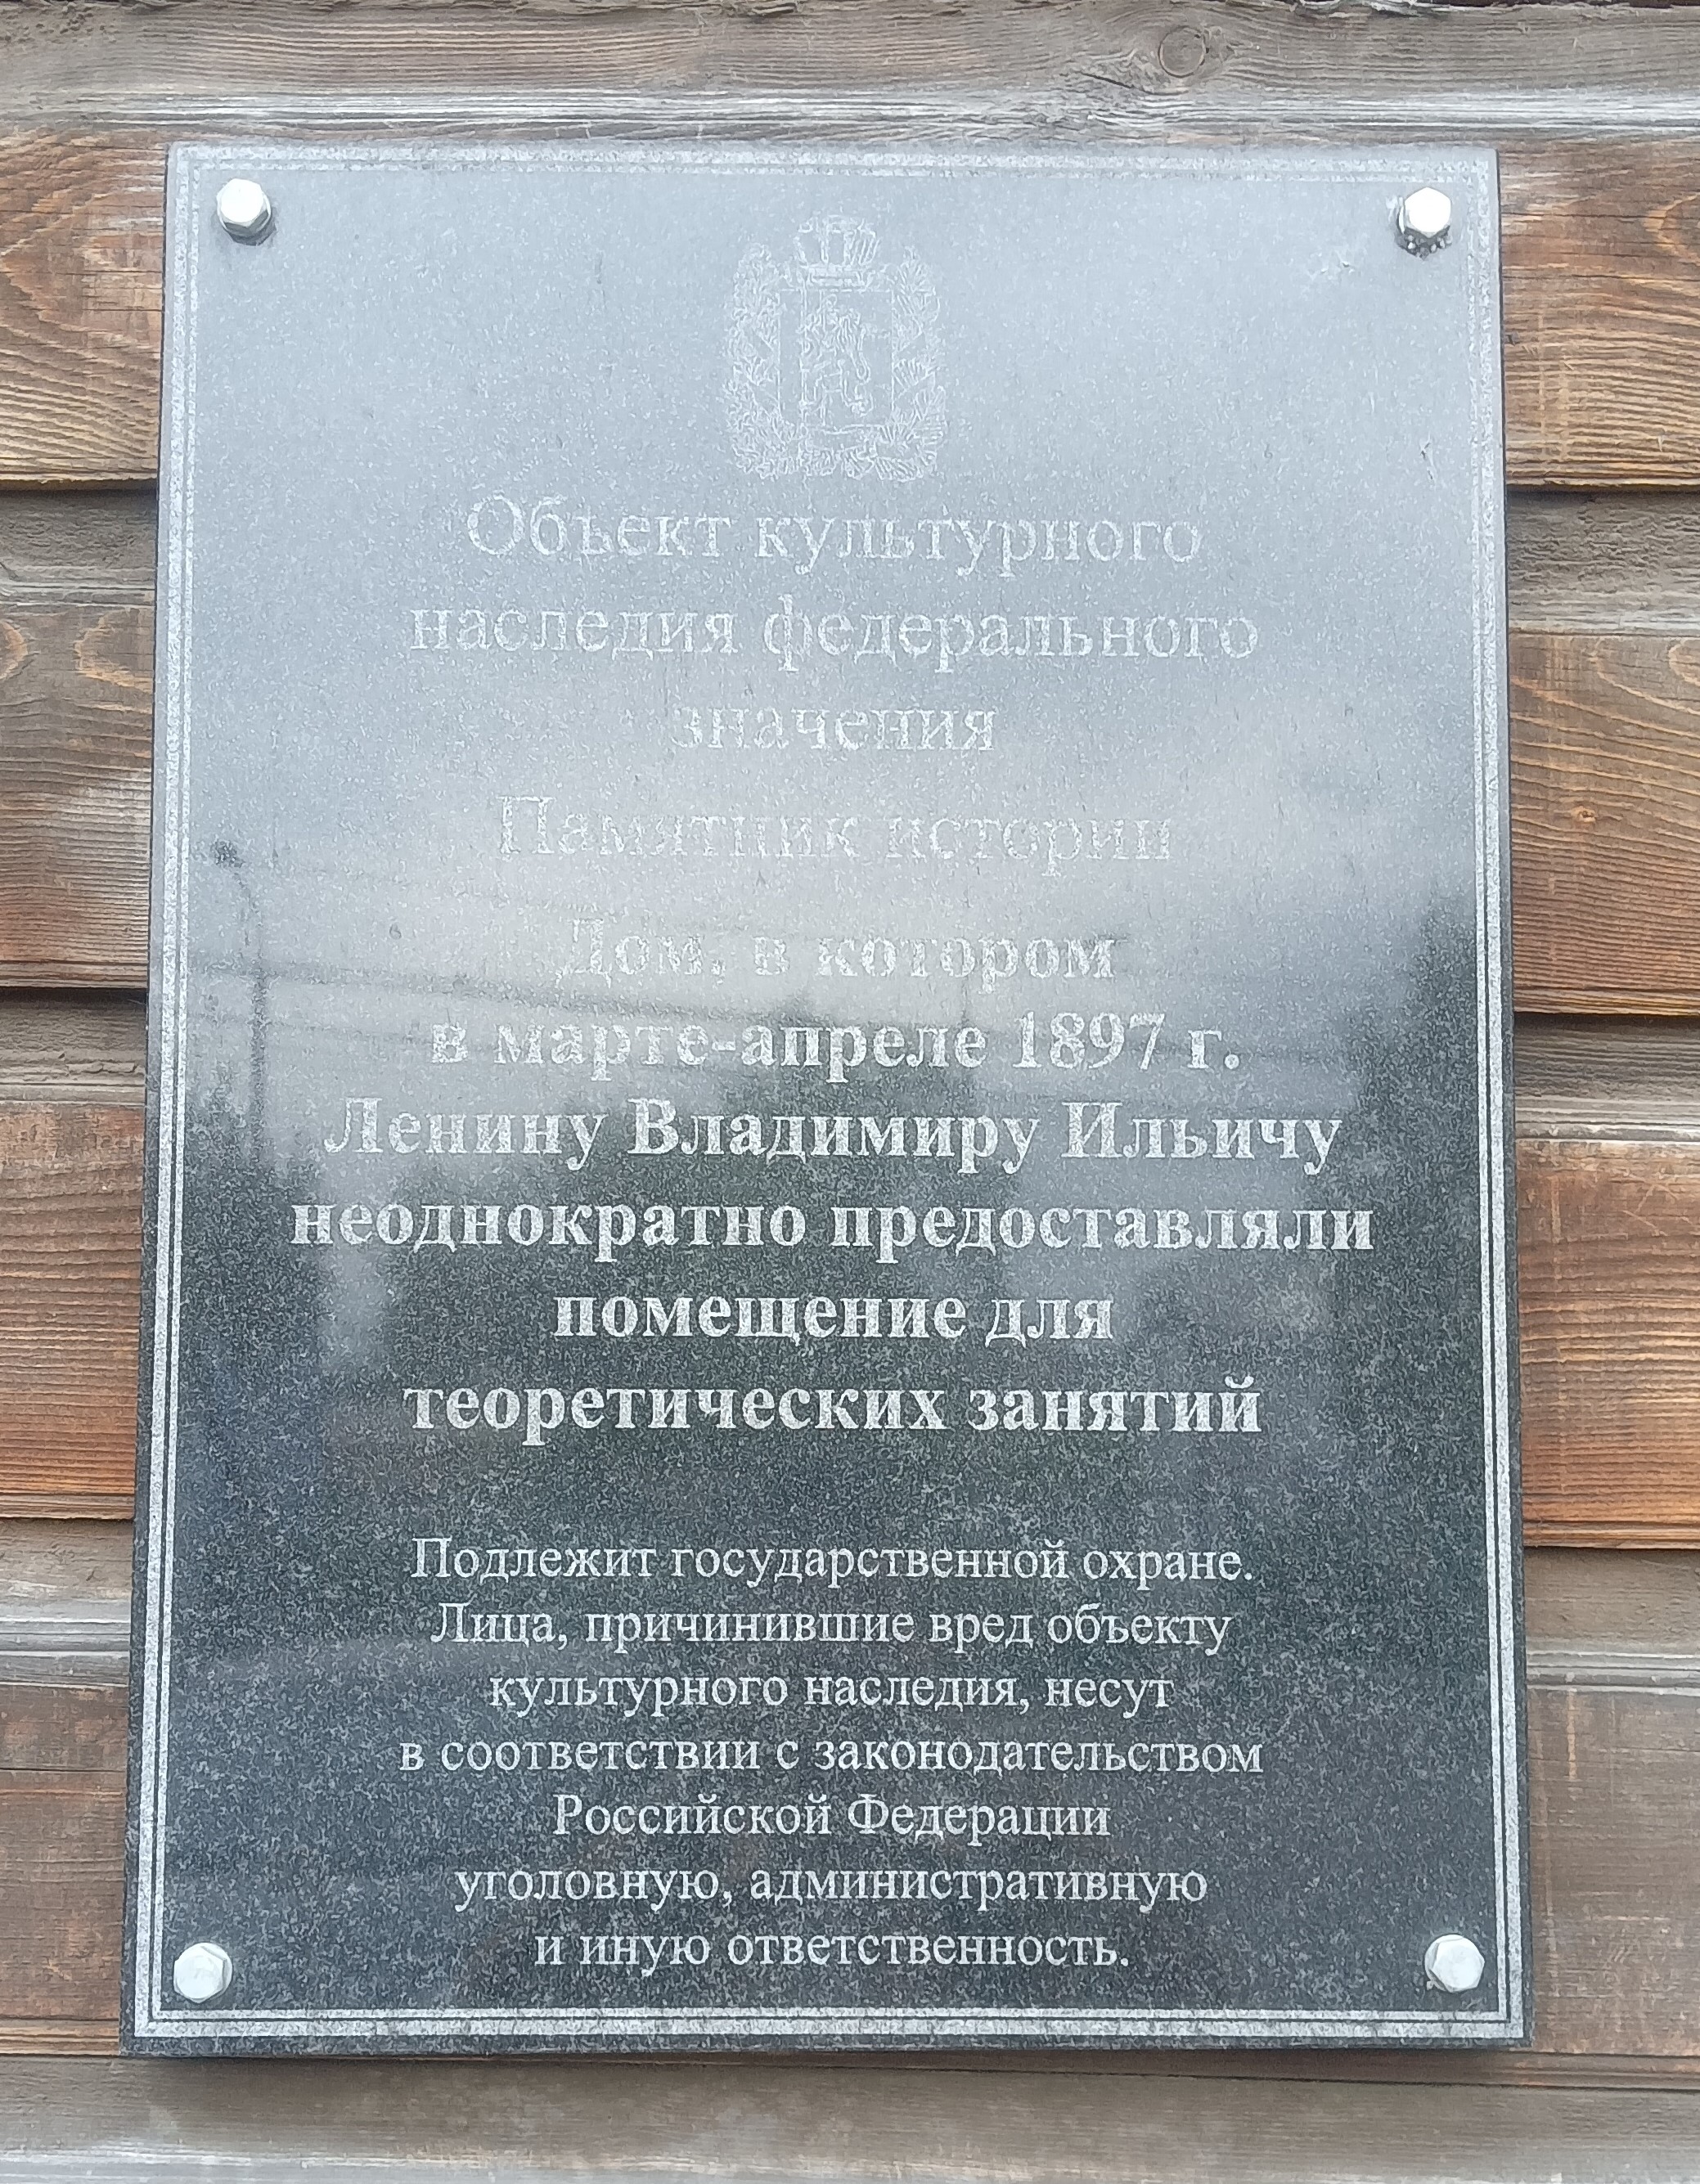 Объект культурного
наследия федерального
значения
Памятник истории
Дом, в котором
в марте-апреле 1897 г.
Ленину Владимиру Ильичу
неоднократно предоставляли
помещение для
теоретических занятий
Подлежит государственной охране.
Лица, причинившие вред объекту
культурного наследия, несут
в соответствии с законодательством
Российской Федерации
уголовную, административную
и иную ответственность.